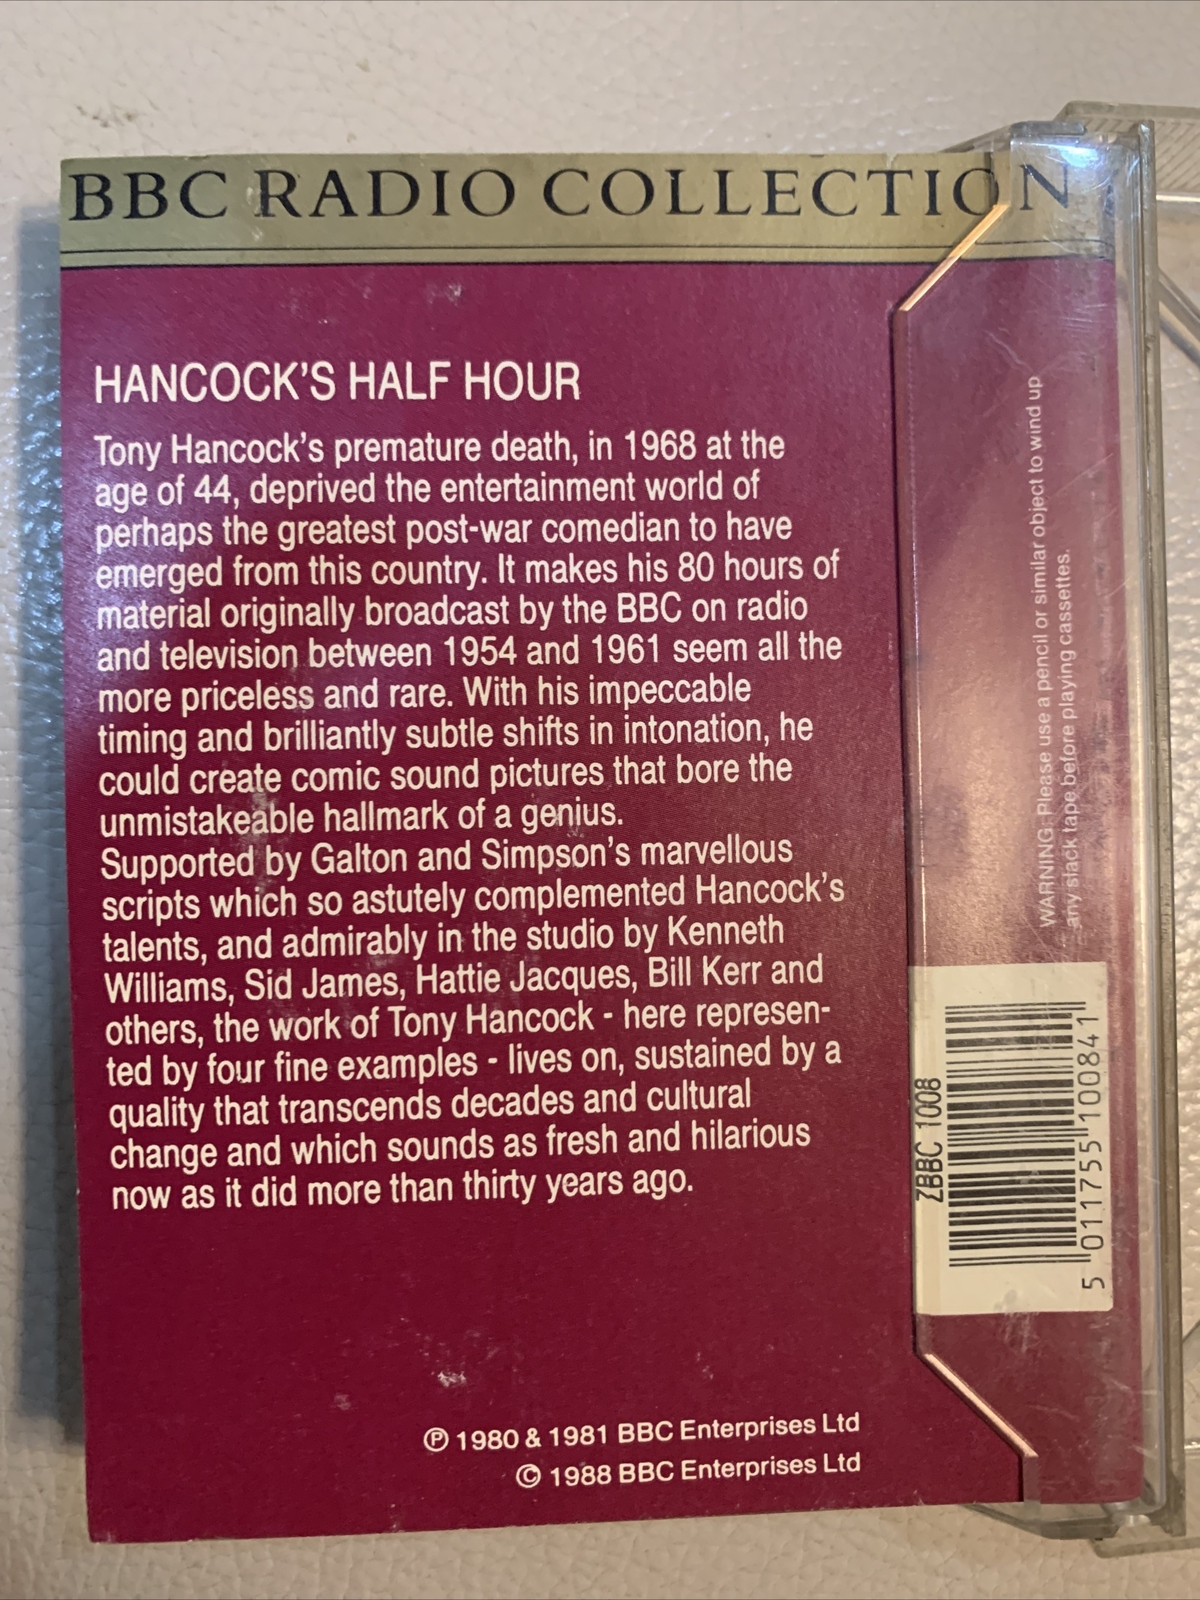 BBC RADIO COLLECTION
HANCOCK'S HALF HOUR
Tony Hancock's premature death, in 1968 at the
age of 44, deprived the entertainment world of
perhaps the greatest post-war comedian to have
emerged from this country. It makes his 80 hours of
material originally broadcast by the BBC on radio
and television between 1954 and 1961 seem all the
more priceless and rare. With his impeccable
timing and brilliantly subtle shifts in intonation, he
could create comic sound pictures that bore the
unmistakeable hallmark of a genius.
Supported by Galton and Simpson's marvellous
scripts which so astutely complemented Hancock's
talents, and admirably in the studio by Kenneth
Williams, Sid James, Hattie Jacques, Bill Kerr and
others, the work of Tony Hancock - here represen-
ted by four fine examples - lives on, sustained by a
quality that transcends decades and cultural
change and which sounds as fresh and hilarious
now as it did more than thirty years ago.
℗ 1980 & 1981 BBC Enterprises Ltd
© 1988 BBC Enterprises Ltd
WARNING - Please use a pencil or similar object to wind up
any slack tape before playing cassettes.
ZBBC 1008
5 011755 100841